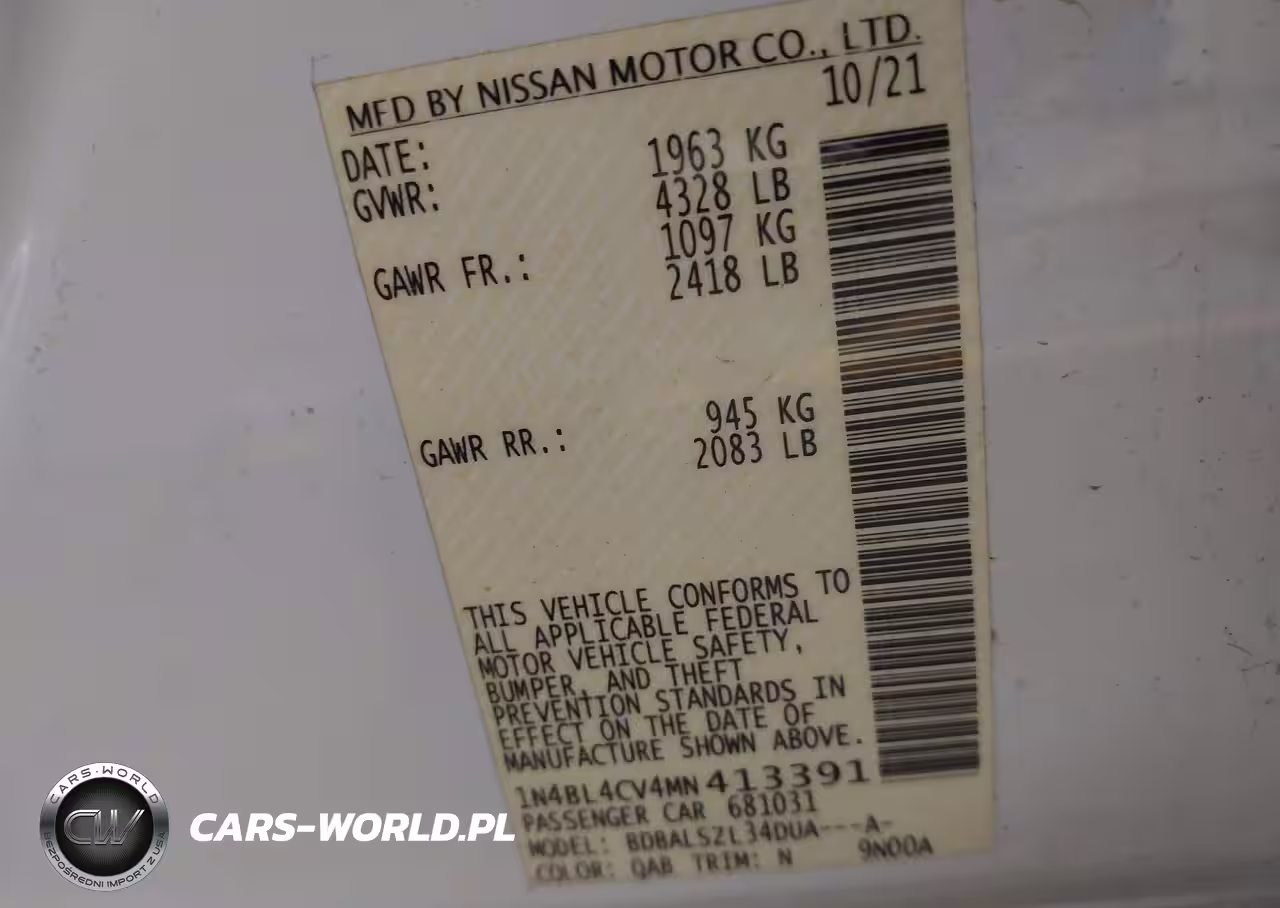 MFD BY NISSAN MOTOR CO., LTD.
DATE: 10/21
GVWR: 1963 KG
4328 LB
GAWR FR.: 1097 KG
2418 LB
GAWR RR.: 945 KG
2083 LB
THIS VEHICLE CONFORMS TO
ALL APPLICABLE FEDERAL
MOTOR VEHICLE SAFETY,
BUMPER, AND THEFT
PREVENTION STANDARDS IN
EFFECT ON THE DATE OF
MANUFACTURE SHOWN ABOVE.
1N4BL4CV4MN413391
PASSENGER CAR 681031
MODEL: BDBALSZL34DUA---A-
COLOR: QAB TRIM: N 9N00A
CARS-WORLD
CW
BEZPOŚREDNI IMPORT Z USA
CARS-WORLD.PL